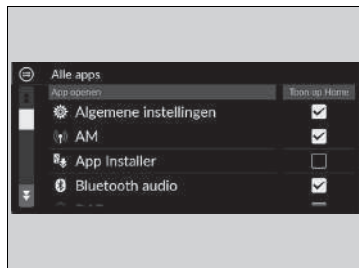 Alle apps
App openen Toon op Home
Algemene instellingen
AM
App Installer
Bluetooth audio